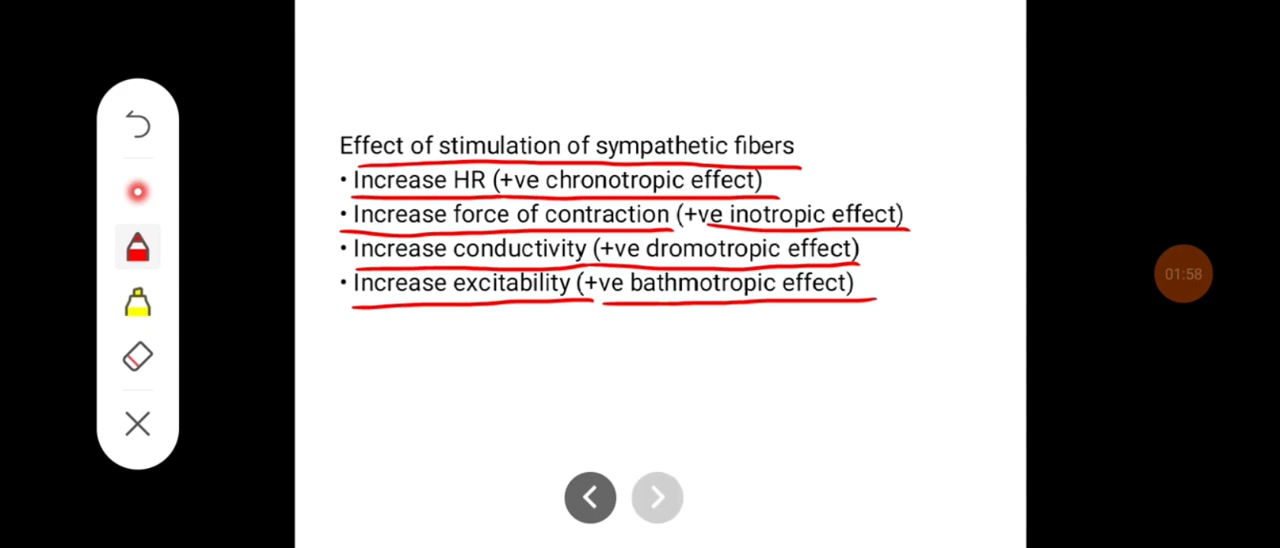 Effect of stimulation of sympathetic fibers
• Increase HR (+ve chronotropic effect)
• Increase force of contraction (+ve inotropic effect)
• Increase conductivity (+ve dromotropic effect)
• Increase excitability (+ve bathmotropic effect)
01:58